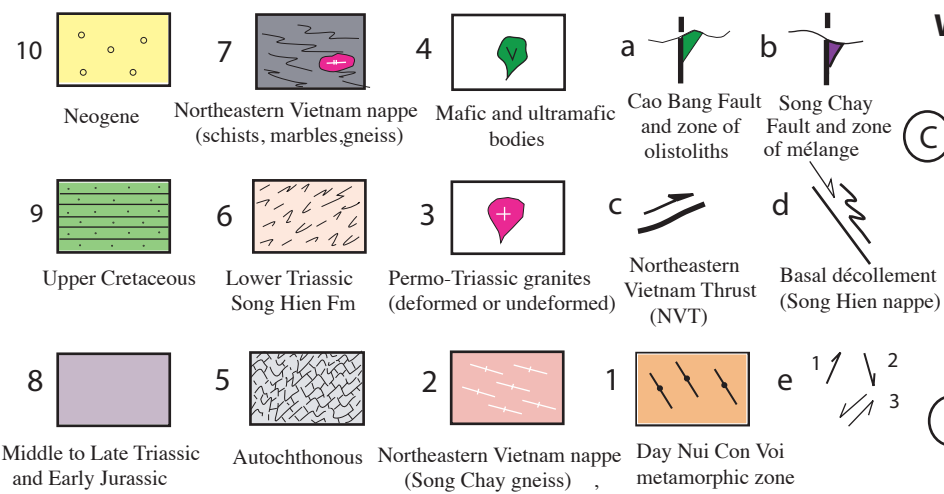 10
Neogene
7
Northeastern Vietnam nappe
(schists, marbles,gneiss)
4
V
Mafic and ultramafic
bodies
a
Cao Bang Fault
and zone of
olistoliths
b
Song Chay
Fault and zone
of mélange
C
9
Upper Cretaceous
6
Lower Triassic
Song Hien Fm
3
Permo-Triassic granites
(deformed or undeformed)
c
Northeastern
Vietnam Thrust
(NVT)
d
Basal décollement
(Song Hien nappe)
8
Middle to Late Triassic
and Early Jurassic
5
Autochthonous
2
Northeastern Vietnam nappe
(Song Chay gneiss) ,
1
Day Nui Con Voi
metamorphic zone
e
1
2
3